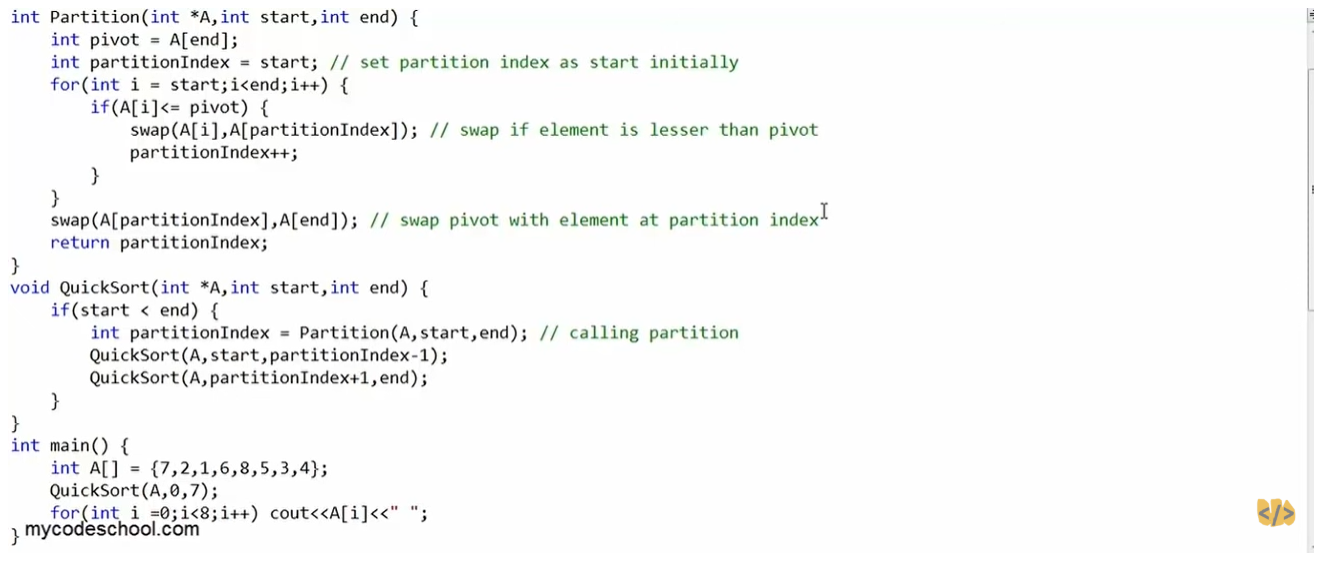 int Partition(int *A,int start,int end) {
    int pivot = A[end];
    int partitionIndex = start; // set partition index as start initially
    for(int i = start;i<end;i++) {
        if(A[i]<= pivot) {
            swap(A[i],A[partitionIndex]); // swap if element is lesser than pivot
            partitionIndex++;
        }
    }
    swap(A[partitionIndex],A[end]); // swap pivot with element at partition index
    return partitionIndex;
}
void QuickSort(int *A,int start,int end) {
    if(start < end) {
        int partitionIndex = Partition(A,start,end); // calling partition
        QuickSort(A,start,partitionIndex-1);
        QuickSort(A,partitionIndex+1,end);
    }
}
int main() {
    int A[] = {7,2,1,6,8,5,3,4};
    QuickSort(A,0,7);
    for(int i =0;i<8;i++) cout<<A[i]<<" ";
}
mycodeschool.com
</>